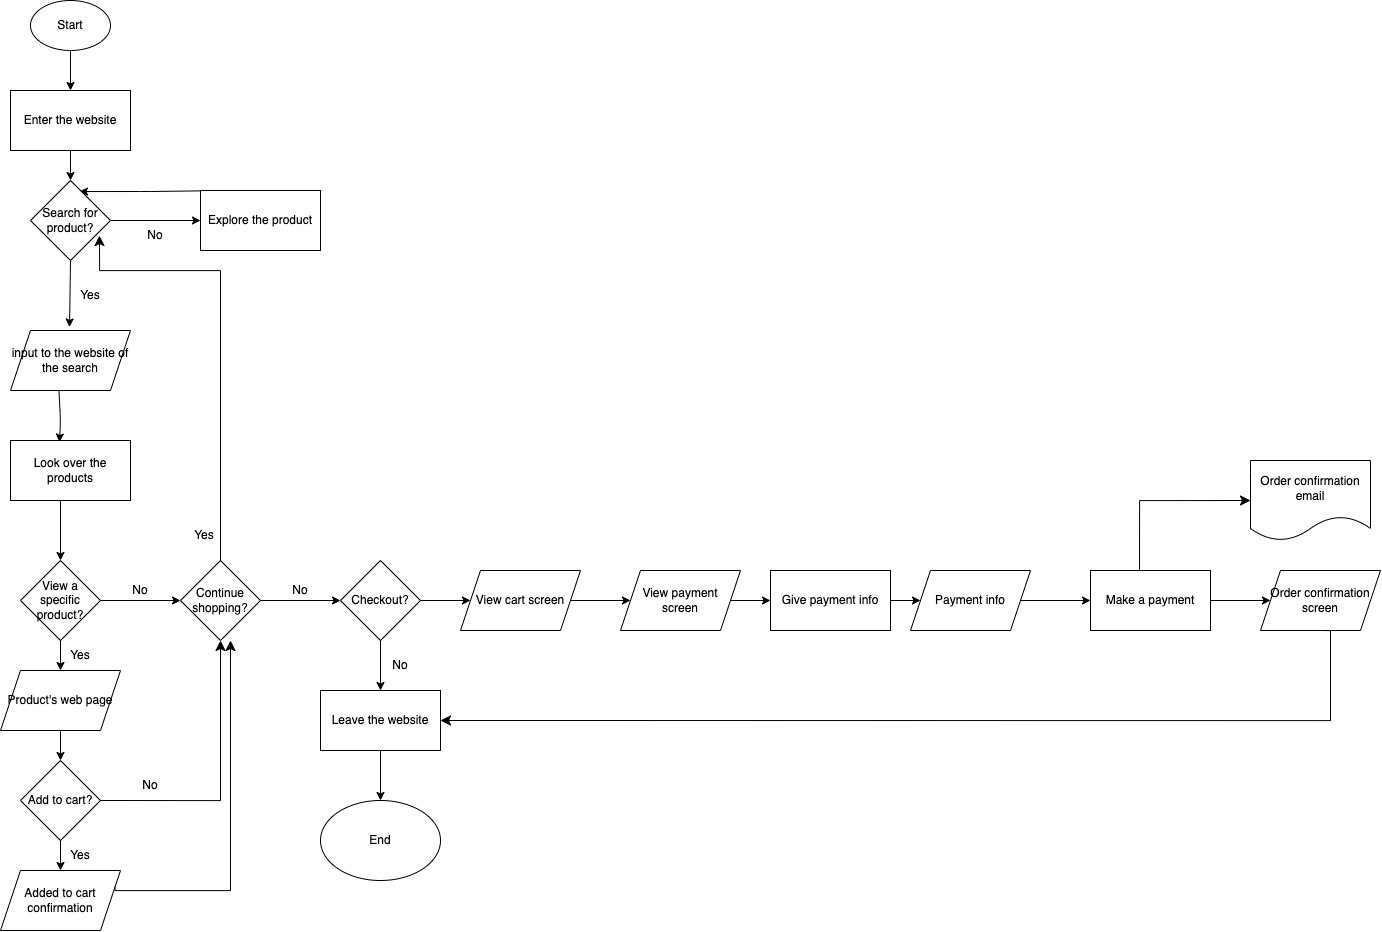 Start
Enter the website
Search for
product?
No
Explore the product
Yes
input to the website of
the search
Look over the
products
View a
specific
product?
No
Yes
Continue
shopping?
Yes
No
Checkout?
No
View cart screen
View payment
screen
Give payment info
Payment info
Make a payment
Order confirmation
email
Order confirmation
screen
Product's web page
Add to cart?
No
Yes
Added to cart
confirmation
Leave the website
End